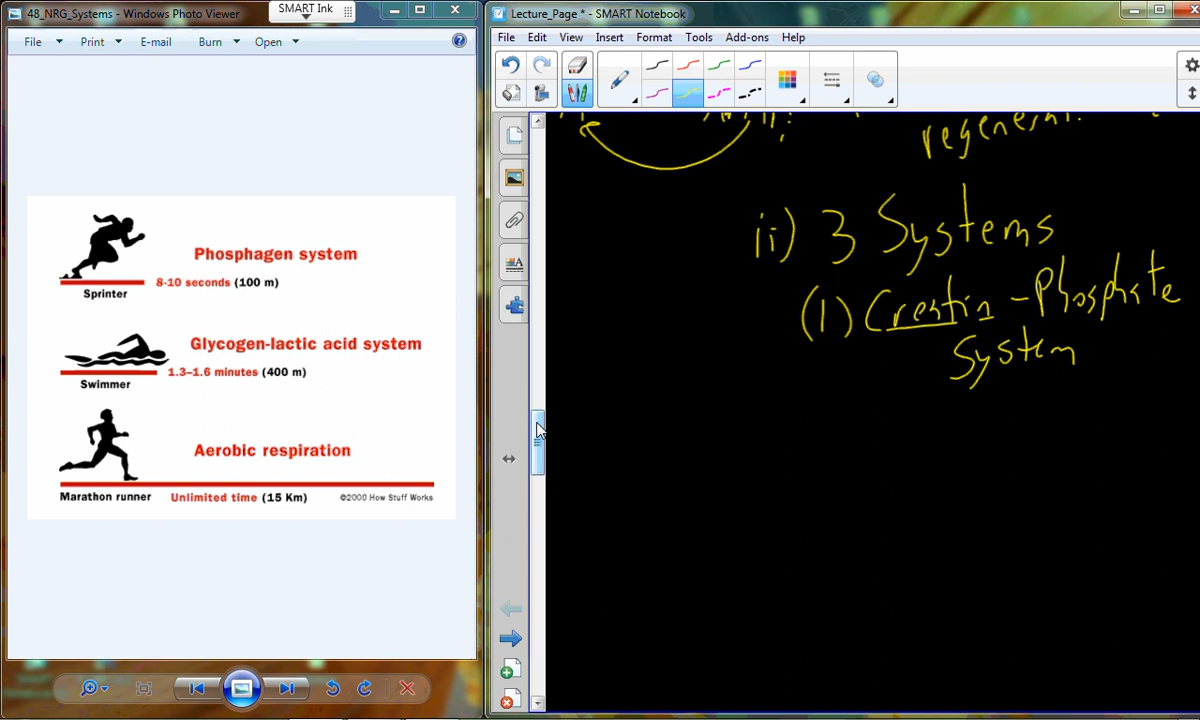 48_NRG_Systems - Windows Photo Viewer
SMART Ink
File Print E-mail Burn Open
Phosphagen system
8-10 seconds (100 m)
Sprinter
Glycogen-lactic acid system
1.3–1.6 minutes (400 m)
Swimmer
Aerobic respiration
Marathon runner Unlimited time (15 Km) ©2000 How Stuff Works
Lecture_Page * - SMART Notebook
File Edit View Insert Format Tools Add-ons Help
ii) 3 Systems
(1) Creatin - Phosphate
System